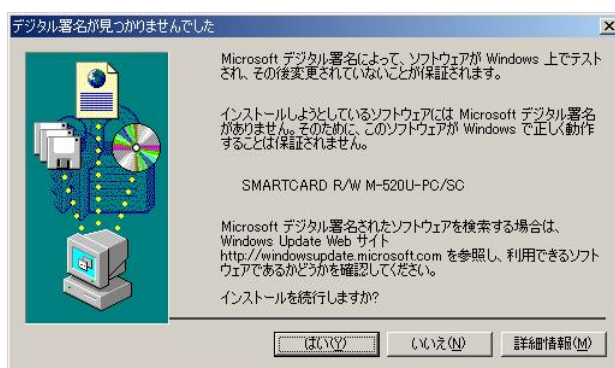 デジタル署名が見つかりませんでした
Microsoft デジタル署名によって、ソフトウェアが Windows 上でテスト
され、その後変更されていないことが保証されます。
インストールしようとしているソフトウェアには Microsoft デジタル署名
がありません。そのために、このソフトウェアが Windows で正しく動作
することは保証されません。
SMARTCARD R/W M-520U-PC/SC
Microsoft デジタル署名されたソフトウェアを検索する場合は、
Windows Update Web サイト
http://windowsupdate.microsoft.com を参照し、利用できるソフト
ウェアであるかどうかを確認してください。
インストールを続行しますか?
はい(Y) いいえ(N) 詳細情報(M)